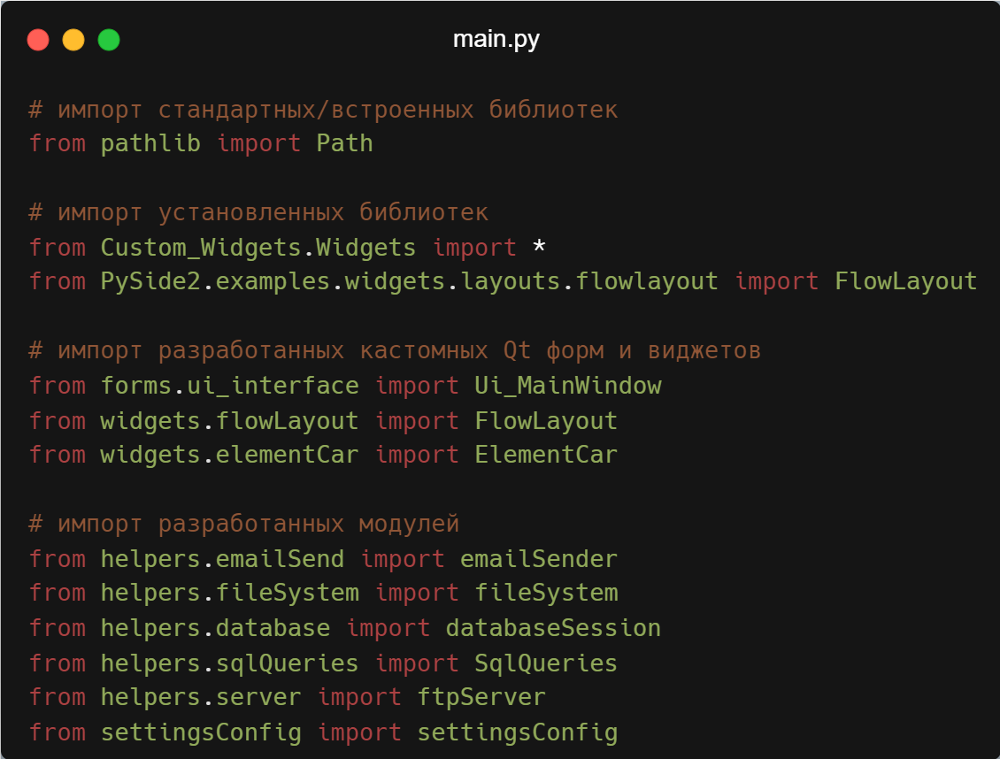 main.py
# импорт стандартных/встроенных библиотек
from pathlib import Path
# импорт установленных библиотек
from Custom_Widgets.Widgets import *
from PySide2.examples.widgets.layouts.flowlayout import FlowLayout
# импорт разработанных кастомных Qt форм и виджетов
from forms.ui_interface import Ui_MainWindow
from widgets.flowLayout import FlowLayout
from widgets.elementCar import ElementCar
# импорт разработанных модулей
from helpers.emailSend import emailSender
from helpers.fileSystem import fileSystem
from helpers.database import databaseSession
from helpers.sqlQueries import SqlQueries
from helpers.server import ftpServer
from settingsConfig import settingsConfig